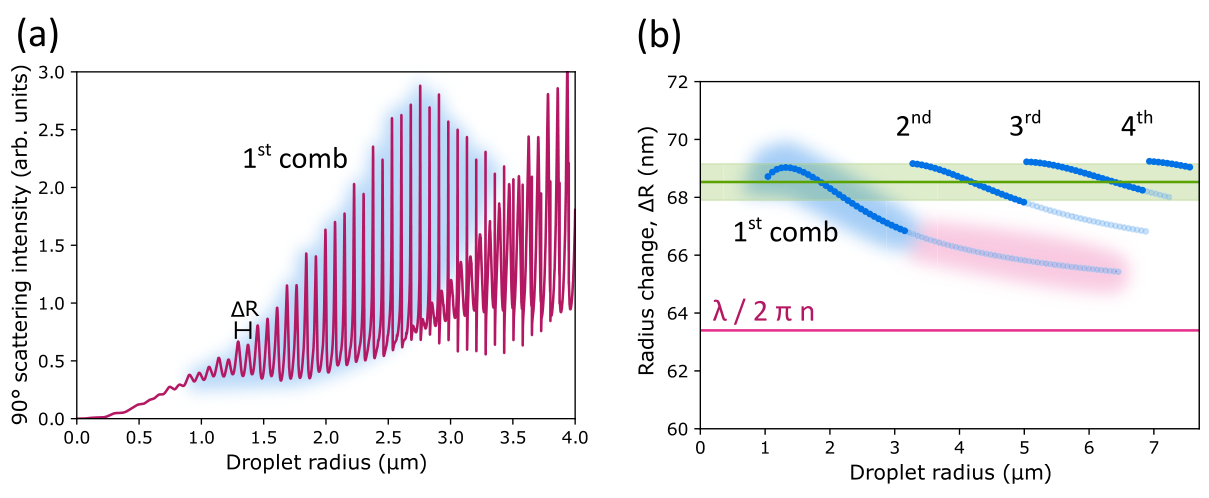 (a)
90° scattering intensity (arb. units)
3.0
2.5
2.0
1.5
1.0
0.5
0.0
1st comb
ΔR
0.0 0.5 1.0 1.5 2.0 2.5 3.0 3.5 4.0
Droplet radius (μm)
(b)
Radius change, ΔR (nm)
72
70
68
66
64
62
60
2nd 3rd 4th
1st comb
λ / 2 π n
0 1 2 3 4 5 6 7
Droplet radius (μm)